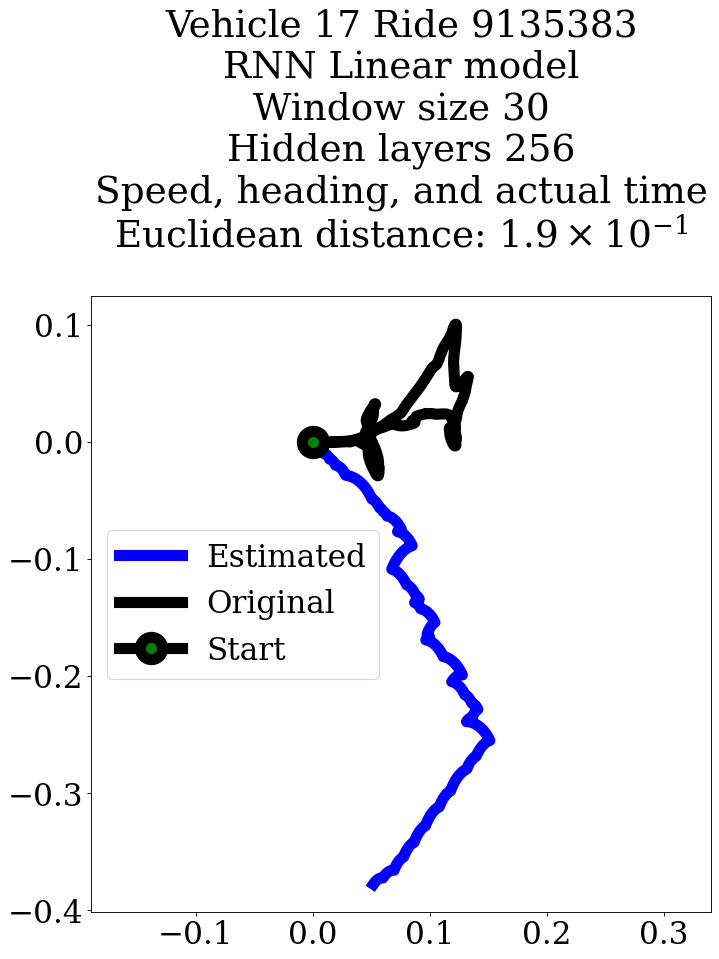 Vehicle 17 Ride 9135383
RNN Linear model
Window size 30
Hidden layers 256
Speed, heading, and actual time
Euclidean distance: 1.9 × 10⁻¹
0.1
0.0
−0.1
−0.2
−0.3
−0.4
Estimated
Original
Start
−0.1 0.0 0.1 0.2 0.3